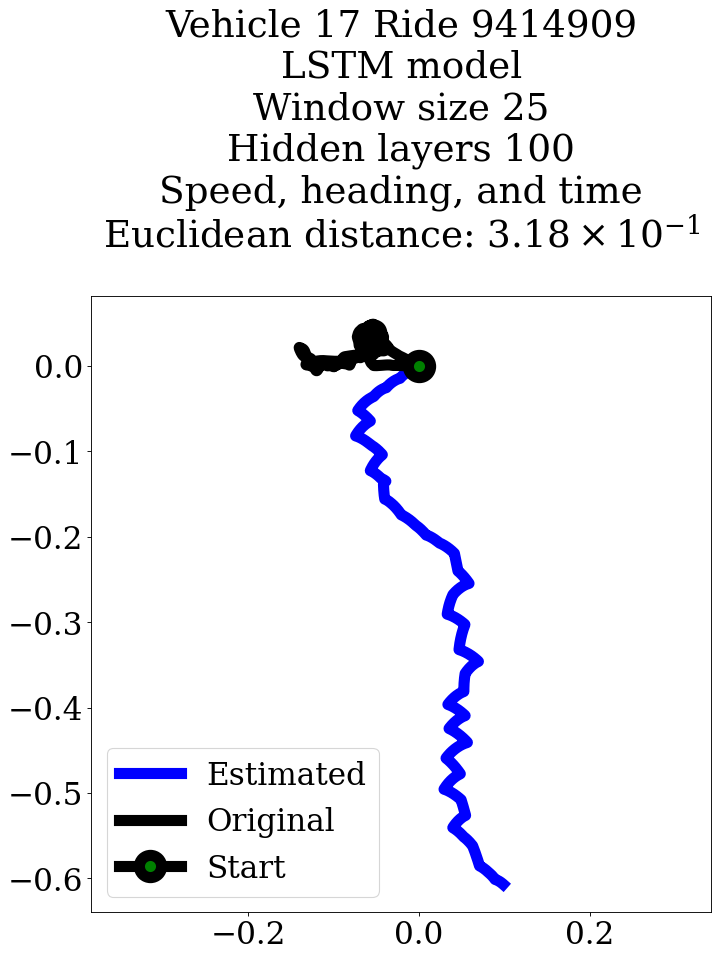 Vehicle 17 Ride 9414909
LSTM model
Window size 25
Hidden layers 100
Speed, heading, and time
Euclidean distance: 3.18 × 10⁻¹
0.0
−0.1
−0.2
−0.3
−0.4
−0.5
−0.6
Estimated
Original
Start
−0.2 0.0 0.2